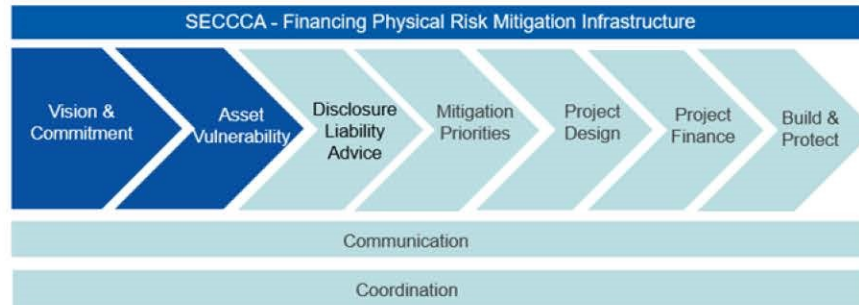 SECCCA - Financing Physical Risk Mitigation Infrastructure
Vision &
Commitment
Asset
Vulnerability
Disclosure
Liability
Advice
Mitigation
Priorities
Project
Design
Project
Finance
Build &
Protect
Communication
Coordination